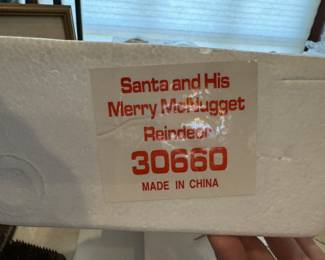 Santa and His
Merry McNugget
Reindeer
30660
MADE IN CHINA